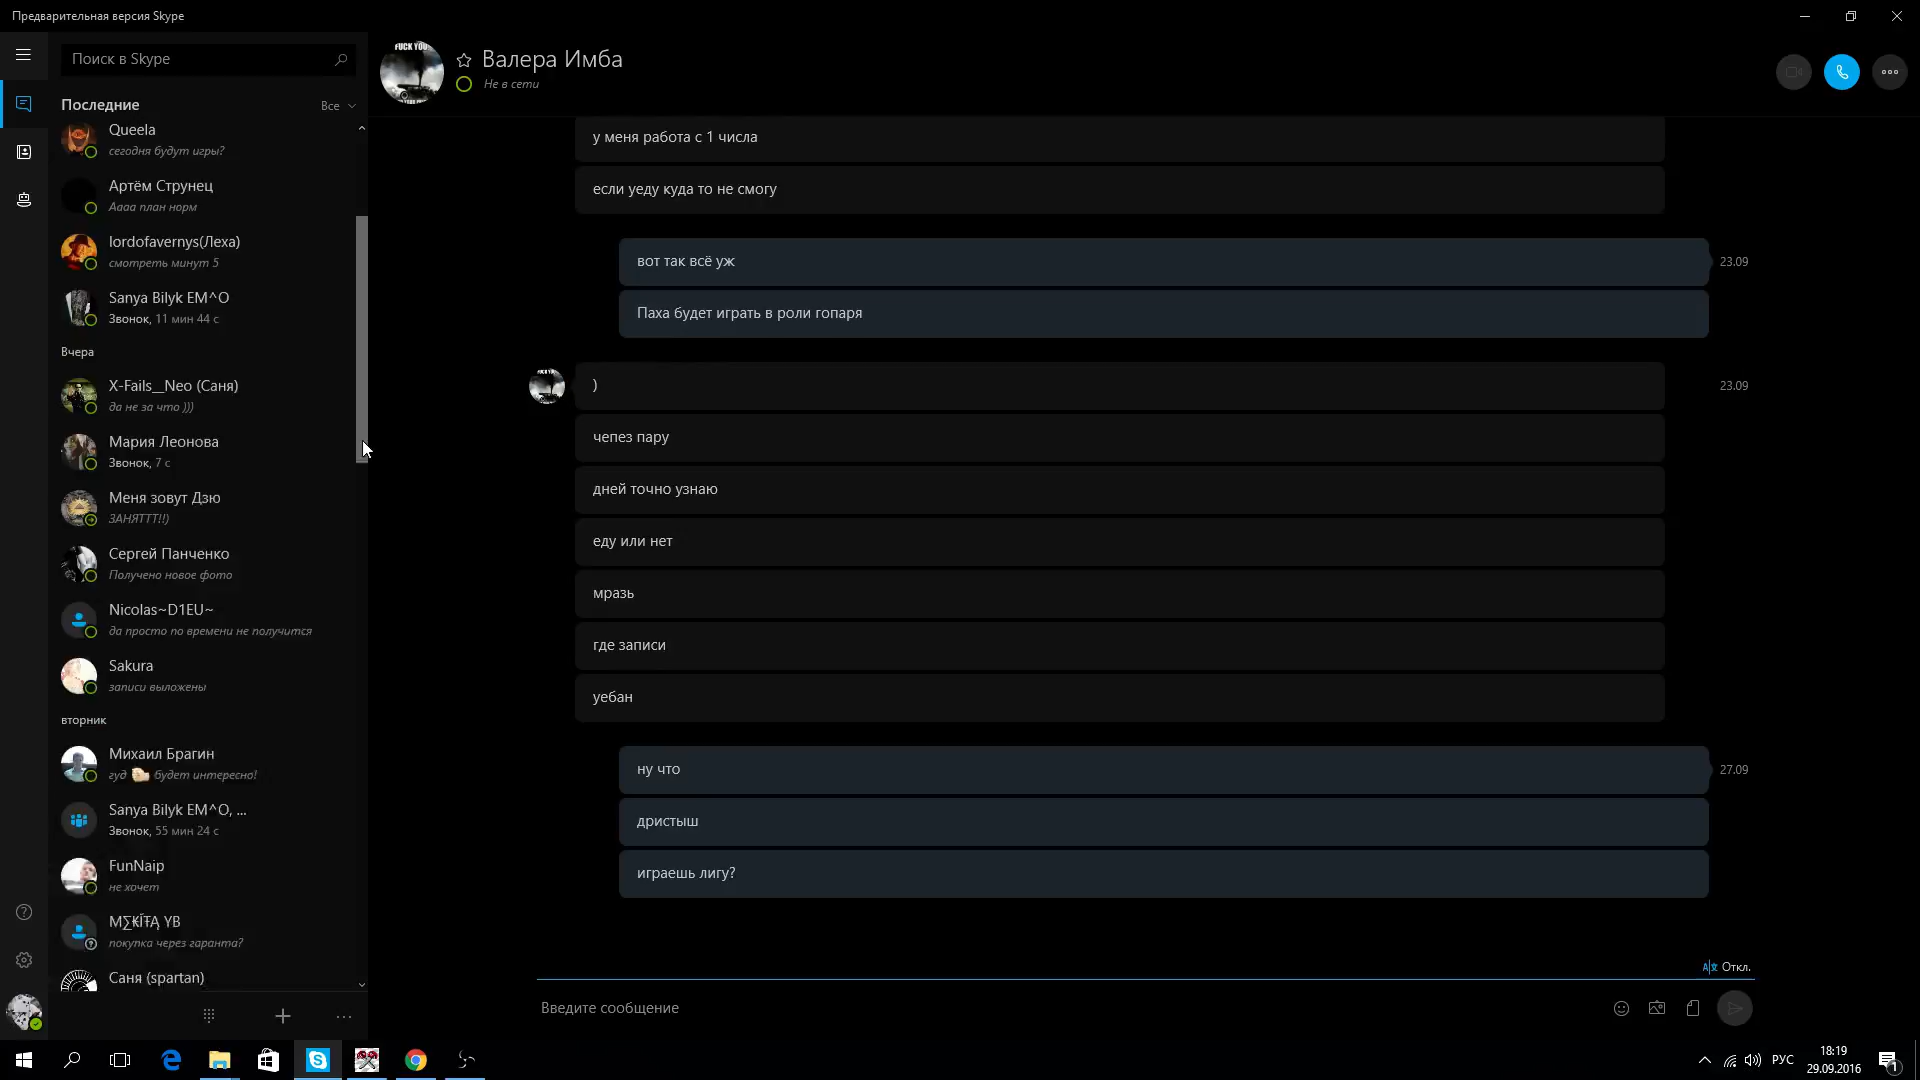 Предварительная версия Skype
Поиск в Skype
Последние
Все
Queela
сегодня будут игры?
Артём Струнец
Аааа план норм
lordofavernys(Леха)
смотреть минут 5
Sanya Bilyk EM^O
Звонок, 11 мин 44 с
Вчера
X-Fails__Neo (Саня)
да не за что )))
Мария Леонова
Звонок, 7 с
Меня зовут Дзю
ЗАНЯТТТ!!)
Сергей Панченко
Получено новое фото
Nicolas~D1EU~
да просто по времени не получится
Sakura
записи выложены
вторник
Михаил Брагин
гуд будет интересно!
Sanya Bilyk EM^O, ...
Звонок, 55 мин 24 с
FunNaip
не хочет
YB
покупка через гаранта?
Саня (spartan)
FUCK YOU
Валера Имба
Не в сети
у меня работа с 1 числа
если уеду куда то не смогу
вот так всё уж
23.09
Паха будет играть в роли гопаря
)
23.09
чепез пару
дней точно узнаю
еду или нет
мразь
где записи
уебан
ну что
27.09
дристыш
играешь лигу?
Откл.
Введите сообщение
РУС
18:19
29.09.2016
1